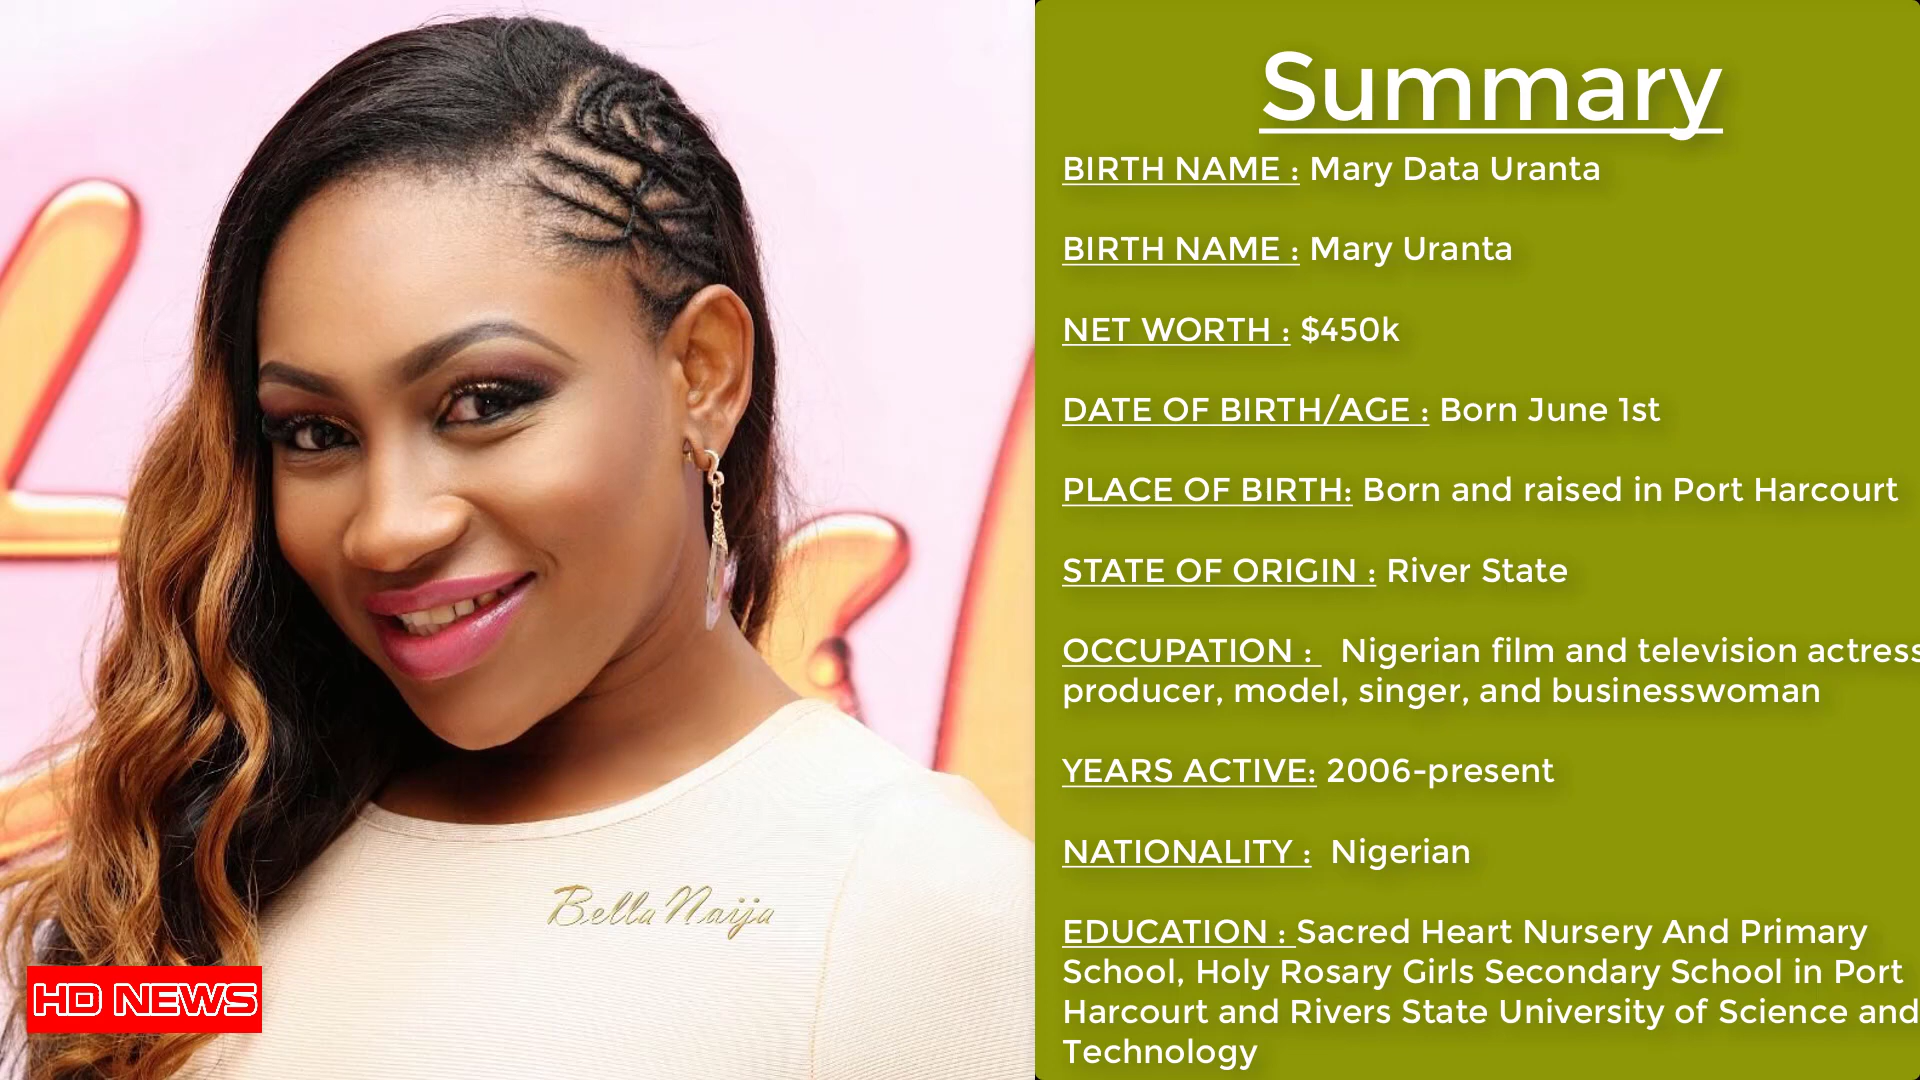 Summary
BIRTH NAME : Mary Data Uranta
BIRTH NAME : Mary Uranta
NET WORTH : $450k
DATE OF BIRTH/AGE : Born June 1st
PLACE OF BIRTH: Born and raised in Port Harcourt
STATE OF ORIGIN : River State
OCCUPATION : Nigerian film and television actress
producer, model, singer, and businesswoman
YEARS ACTIVE: 2006-present
NATIONALITY : Nigerian
EDUCATION : Sacred Heart Nursery And Primary
School, Holy Rosary Girls Secondary School in Port
Harcourt and Rivers State University of Science and
Technology
BellaNaija
HD NEWS